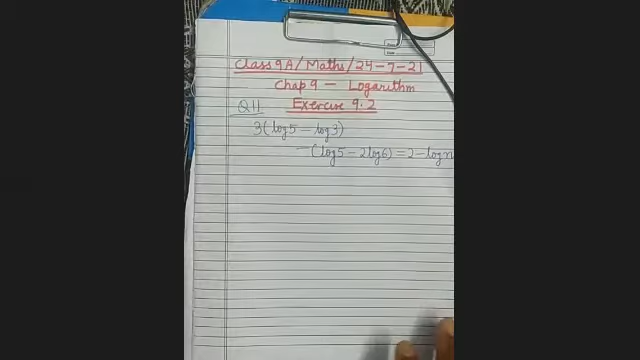 Class 9A/Maths/24-7-21
Chap 9 - Logarithm
Exercise 9.2
Q11
3(log5 - log3)
-(log5 - 2log6) = 2 - logn